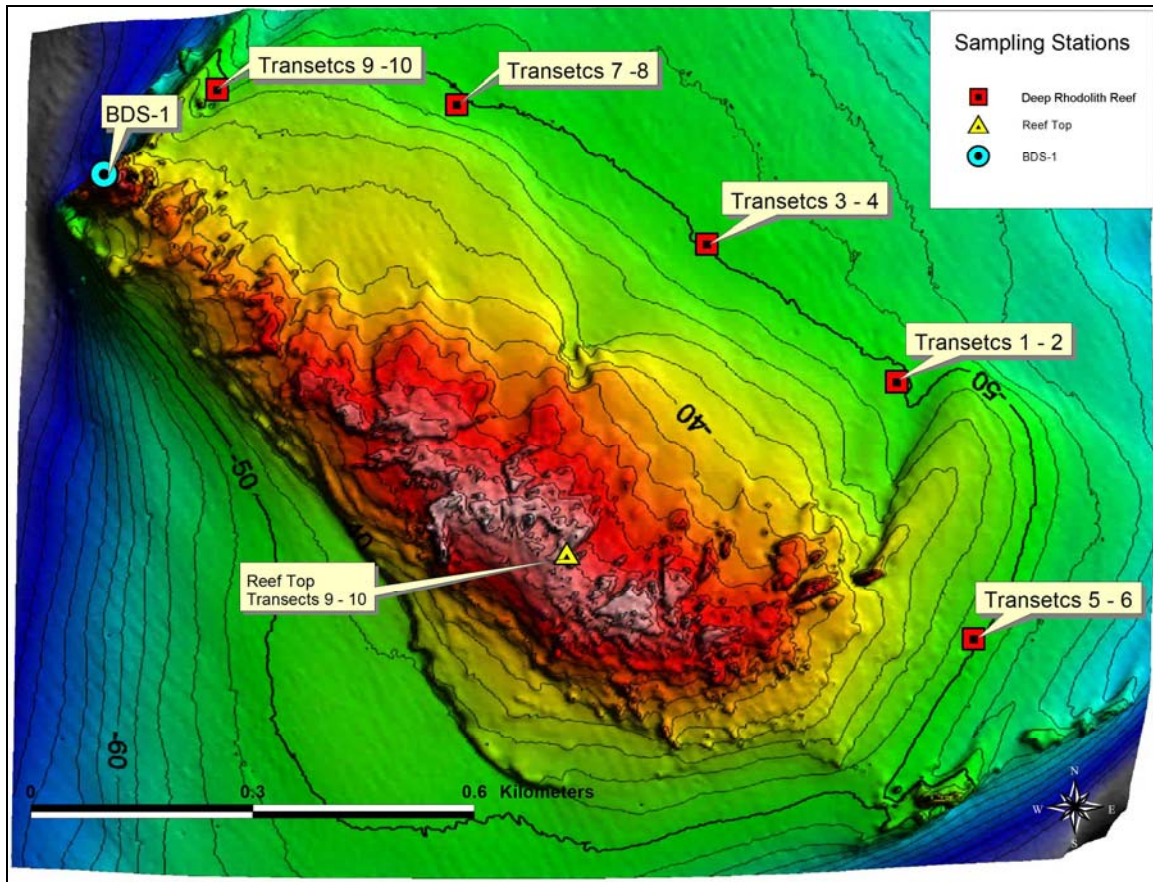 Transetcs 9 -10
Transetcs 7 -8
BDS-1
Transetcs 3 - 4
Transetcs 1 - 2
-50
-40
-50
Reef Top
Transects 9 - 10
Transetcs 5 - 6
-60
0 0.3 0.6 Kilometers
Sampling Stations
Deep Rhodolith Reef
Reef Top
BDS-1
N
W E
S